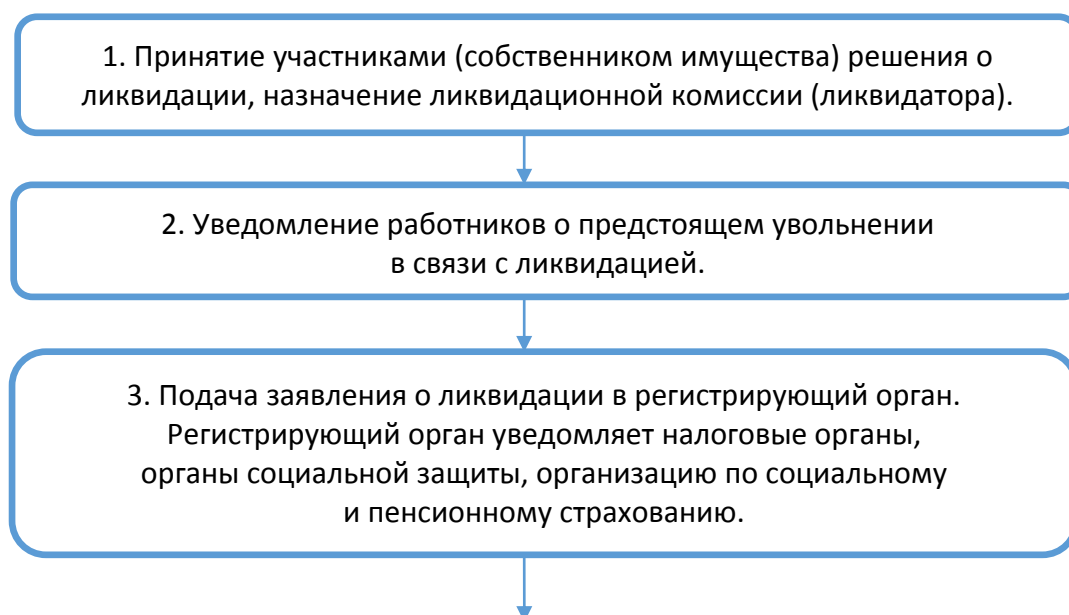 1. Принятие участниками (собственником имущества) решения о
ликвидации, назначение ликвидационной комиссии (ликвидатора).
2. Уведомление работников о предстоящем увольнении
в связи с ликвидацией.
3. Подача заявления о ликвидации в регистрирующий орган.
Регистрирующий орган уведомляет налоговые органы,
органы социальной защиты, организацию по социальному
и пенсионному страхованию.